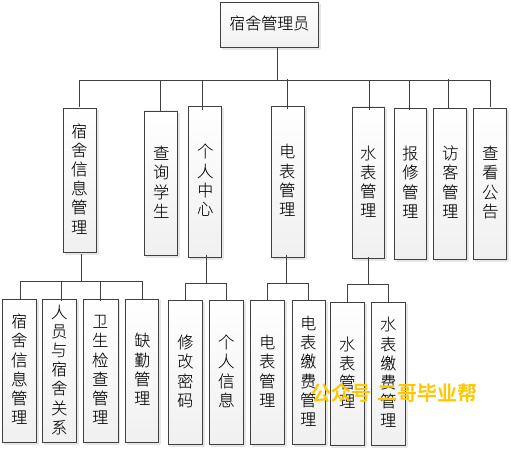 宿舍管理员
宿舍信息管理
查询学生
个人中心
电表管理
水表管理
报修管理
访客管理
查看公告
宿舍信息管理
人员与宿舍关系
卫生检查管理
缺勤管理
修改密码
个人信息
电表管理
电表缴费管理
水表管理
水表缴费管理
公众号 二哥毕业帮